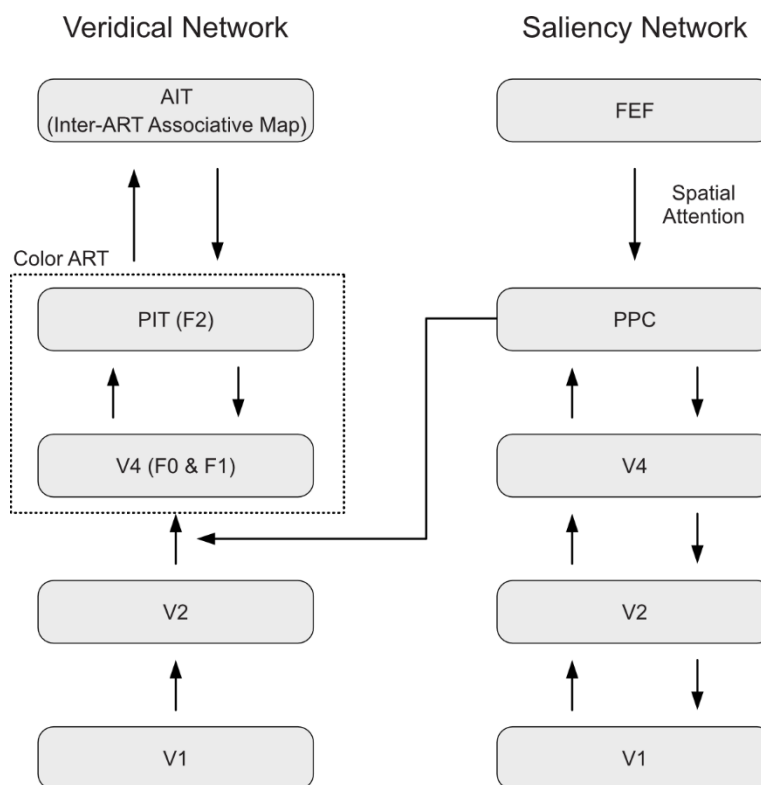 Veridical Network
Saliency Network
AIT
(Inter-ART Associative Map)
FEF
Spatial
Attention
Color ART
PIT (F2)
PPC
V4 (F0 & F1)
V4
V2
V2
V1
V1